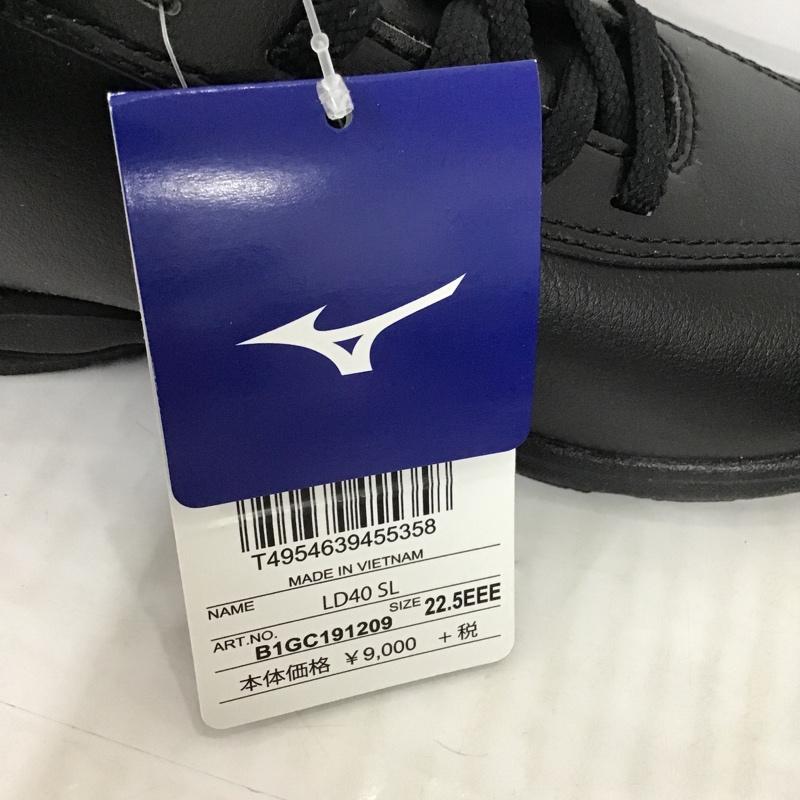 T4954639455358
MADE IN VIETNAM
NAME LD40 SL
ART.NO. B1GC191209 SIZE 22.5EEE
本体価格 ¥9,000 +税